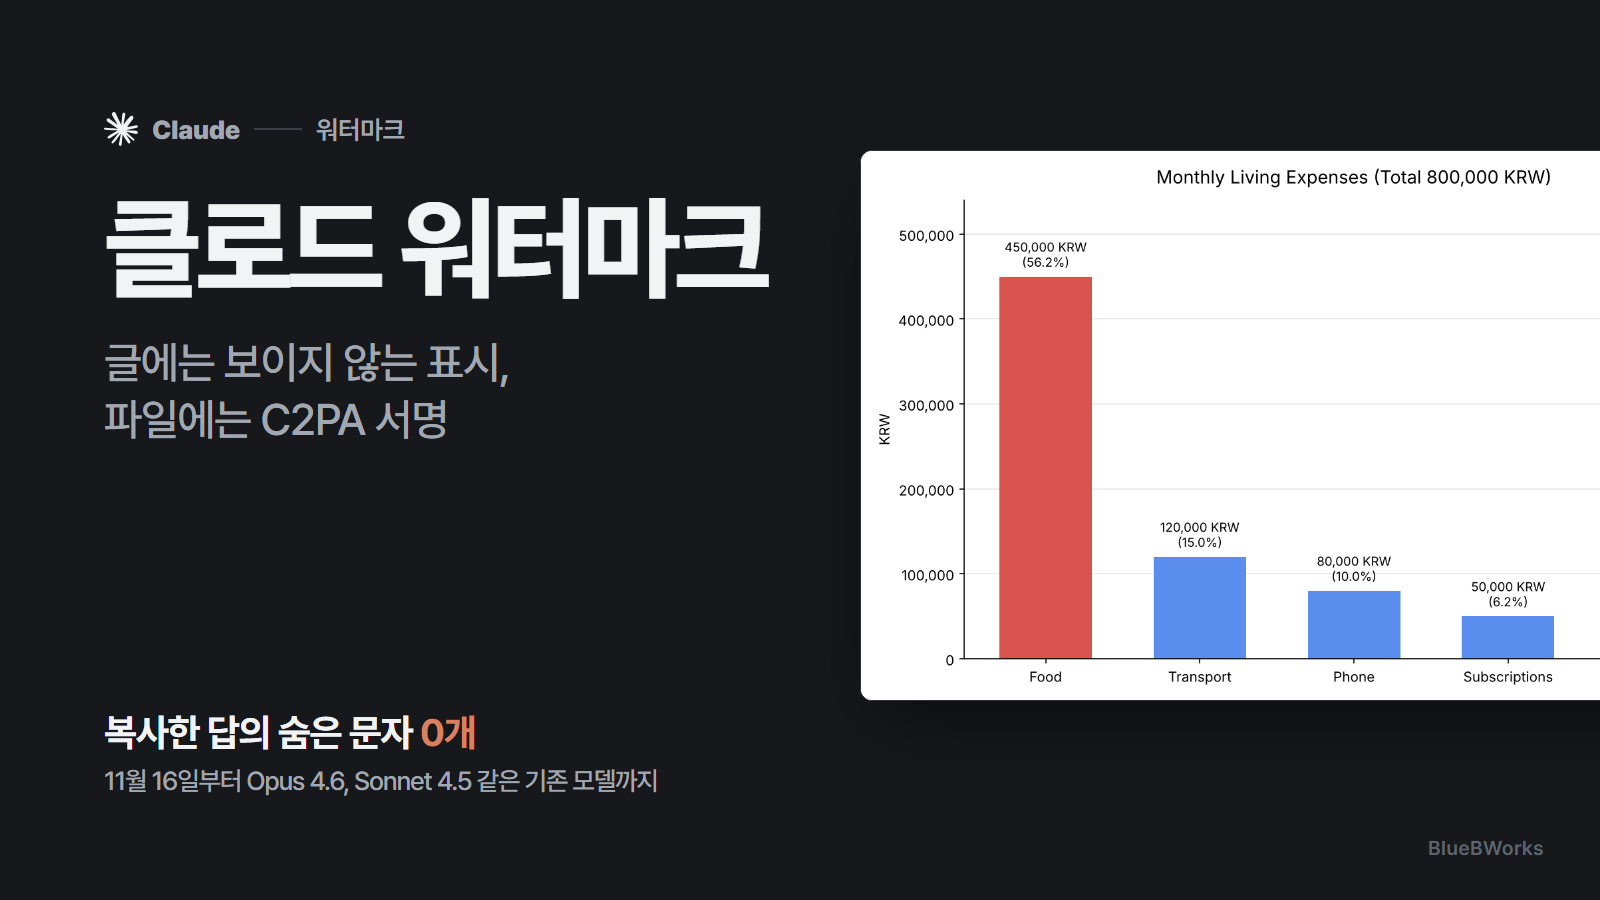 Claude — 워터마크
클로드 워터마크
글에는 보이지 않는 표시,
파일에는 C2PA 서명
복사한 답의 숨은 문자 0개
11월 16일부터 Opus 4.6, Sonnet 4.5 같은 기존 모델까지
Monthly Living Expenses (Total 800,000 KRW)
KRW
500,000
400,000
300,000
200,000
100,000
0
450,000 KRW
(56.2%)
120,000 KRW
(15.0%)
80,000 KRW
(10.0%)
50,000 KRW
(6.2%)
Food
Transport
Phone
Subscriptions
BlueBWorks